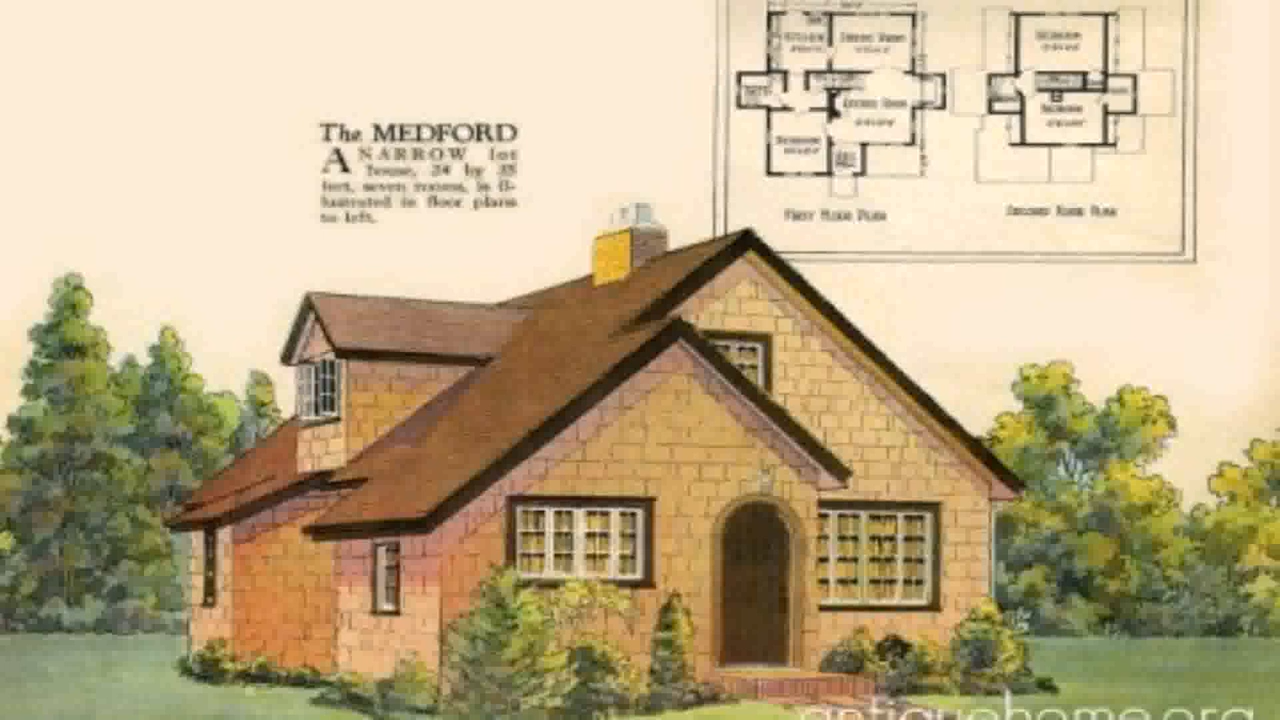 The MEDFORD
A NARROW lot
house, 24 by 35
feet, seven rooms, is il-
lustrated in floor plans
to left.
KITCHEN
DINING ROOM
LIVING ROOM
BEDROOM
FIRST FLOOR PLAN
BEDROOM
BEDROOM
SECOND FLOOR PLAN
antiquehome.org